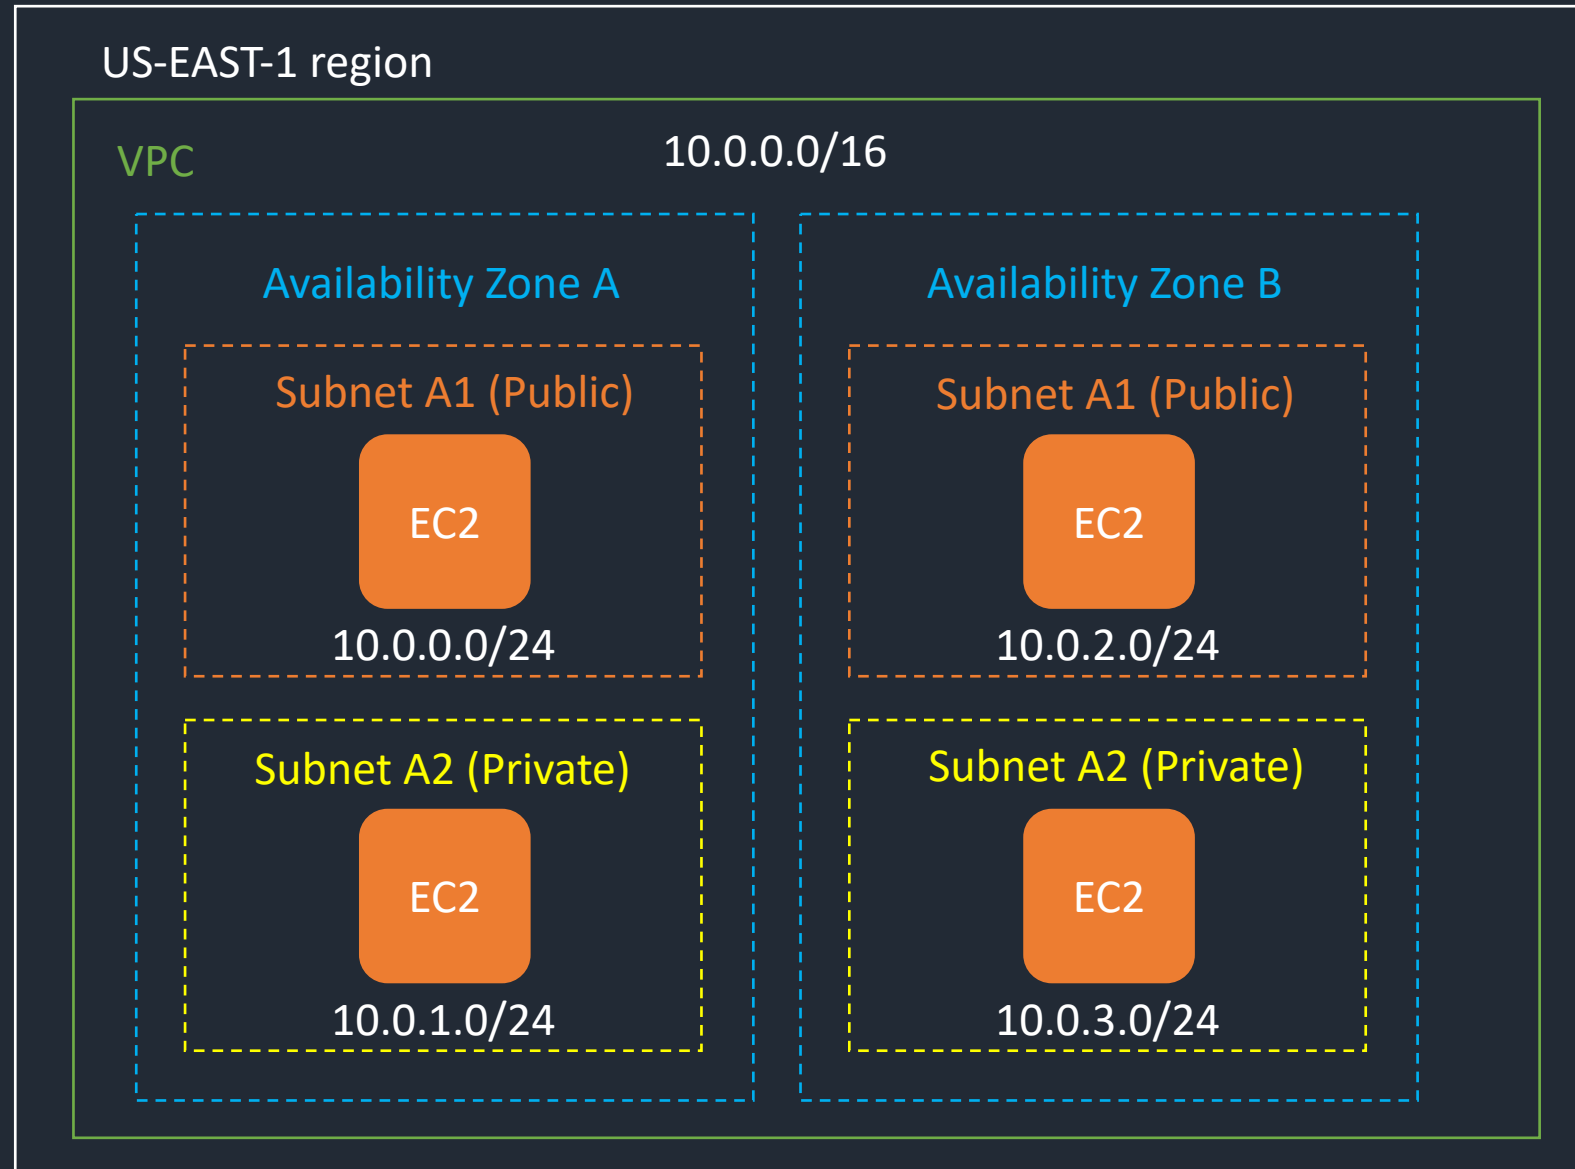 US-EAST-1 region
VPC
10.0.0.0/16
Availability Zone A
Subnet A1 (Public)
EC2
10.0.0.0/24
Subnet A2 (Private)
EC2
10.0.1.0/24
Availability Zone B
Subnet A1 (Public)
EC2
10.0.2.0/24
Subnet A2 (Private)
EC2
10.0.3.0/24